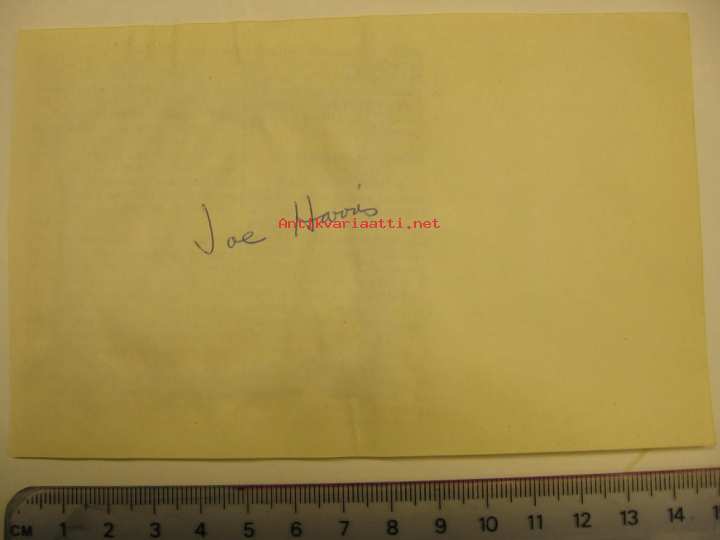 Joe Harris
Antikvariaatti.net
CM 1 2 3 4 5 6 7 8 9 10 11 12 13 14 15